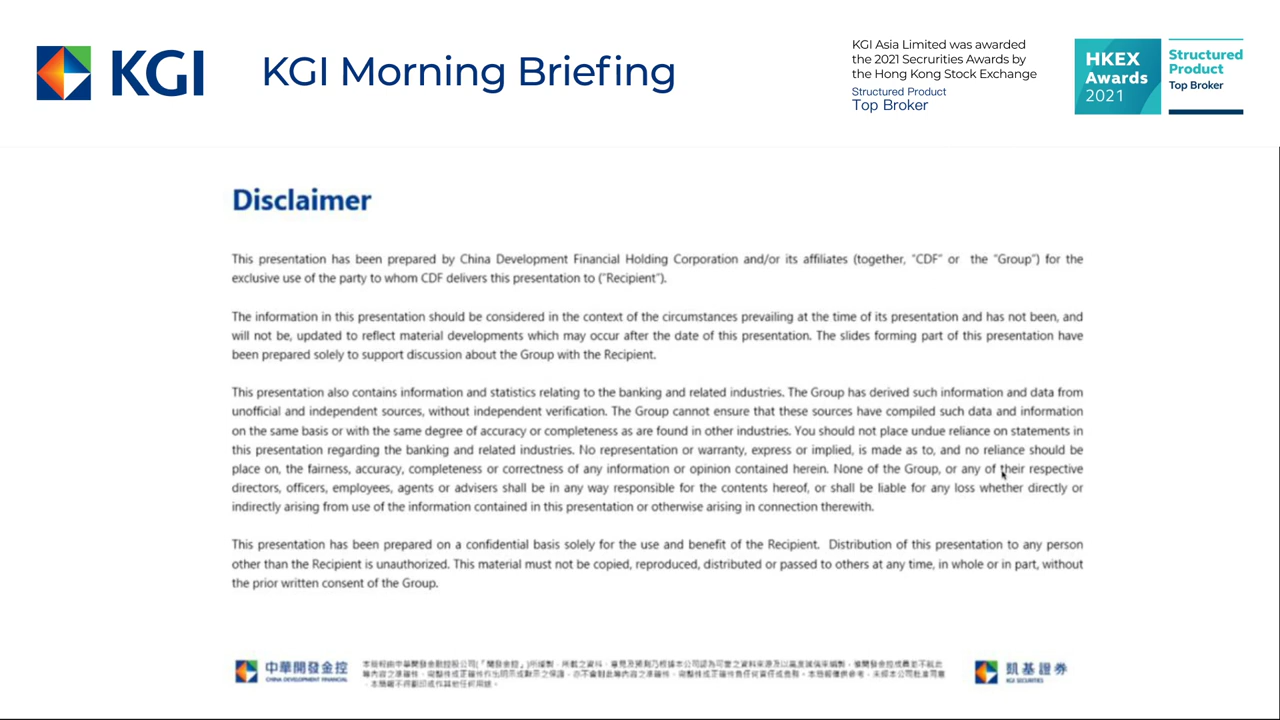 KGI
KGI Morning Briefing
KGI Asia Limited was awarded
the 2021 Secrurities Awards by
the Hong Kong Stock Exchange
Structured Product
Top Broker
HKEX
Awards
2021
Structured
Product
Top Broker
Disclaimer
This presentation has been prepared by China Development Financial Holding Corporation and/or its affiliates (together, "CDF" or the "Group") for the
exclusive use of the party to whom CDF delivers this presentation to ("Recipient").
The information in this presentation should be considered in the context of the circumstances prevailing at the time of its presentation and has not been, and
will not be, updated to reflect material developments which may occur after the date of this presentation. The slides forming part of this presentation have
been prepared solely to support discussion about the Group with the Recipient.
This presentation also contains information and statistics relating to the banking and related industries. The Group has derived such information and data from
unofficial and independent sources, without independent verification. The Group cannot ensure that these sources have compiled such data and information
on the same basis or with the same degree of accuracy or completeness as are found in other industries. You should not place undue reliance on statements in
this presentation regarding the banking and related industries. No representation or warranty, express or implied, is made as to, and no reliance should be
place on, the fairness, accuracy, completeness or correctness of any information or opinion contained herein. None of the Group, or any of their respective
directors, officers, employees, agents or advisers shall be in any way responsible for the contents hereof, or shall be liable for any loss whether directly or
indirectly arising from use of the information contained in this presentation or otherwise arising in connection therewith.
This presentation has been prepared on a confidential basis solely for the use and benefit of the Recipient. Distribution of this presentation to any person
other than the Recipient is unauthorized. This material must not be copied, reproduced, distributed or passed to others at any time, in whole or in part, without
the prior written consent of the Group.
中華開發金控
CHINA DEVELOPMENT FINANCIAL
凱基證券
KGI SECURITIES